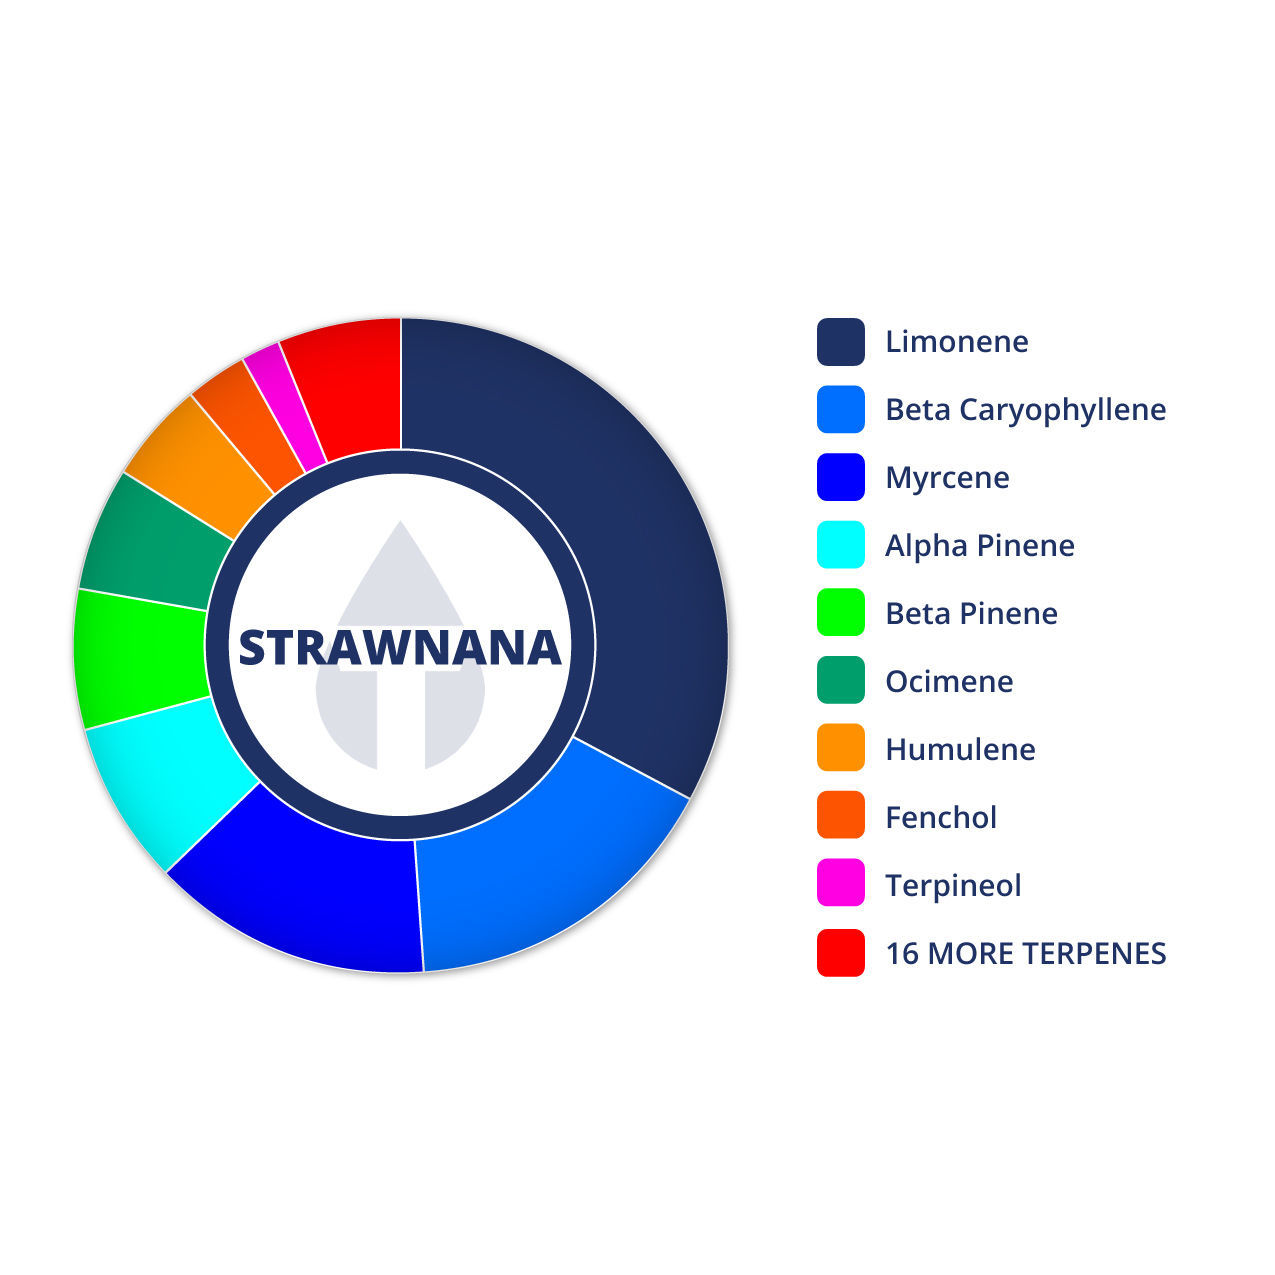 STRAWNANA
Limonene
Beta Caryophyllene
Myrcene
Alpha Pinene
Beta Pinene
Ocimene
Humulene
Fenchol
Terpineol
16 MORE TERPENES